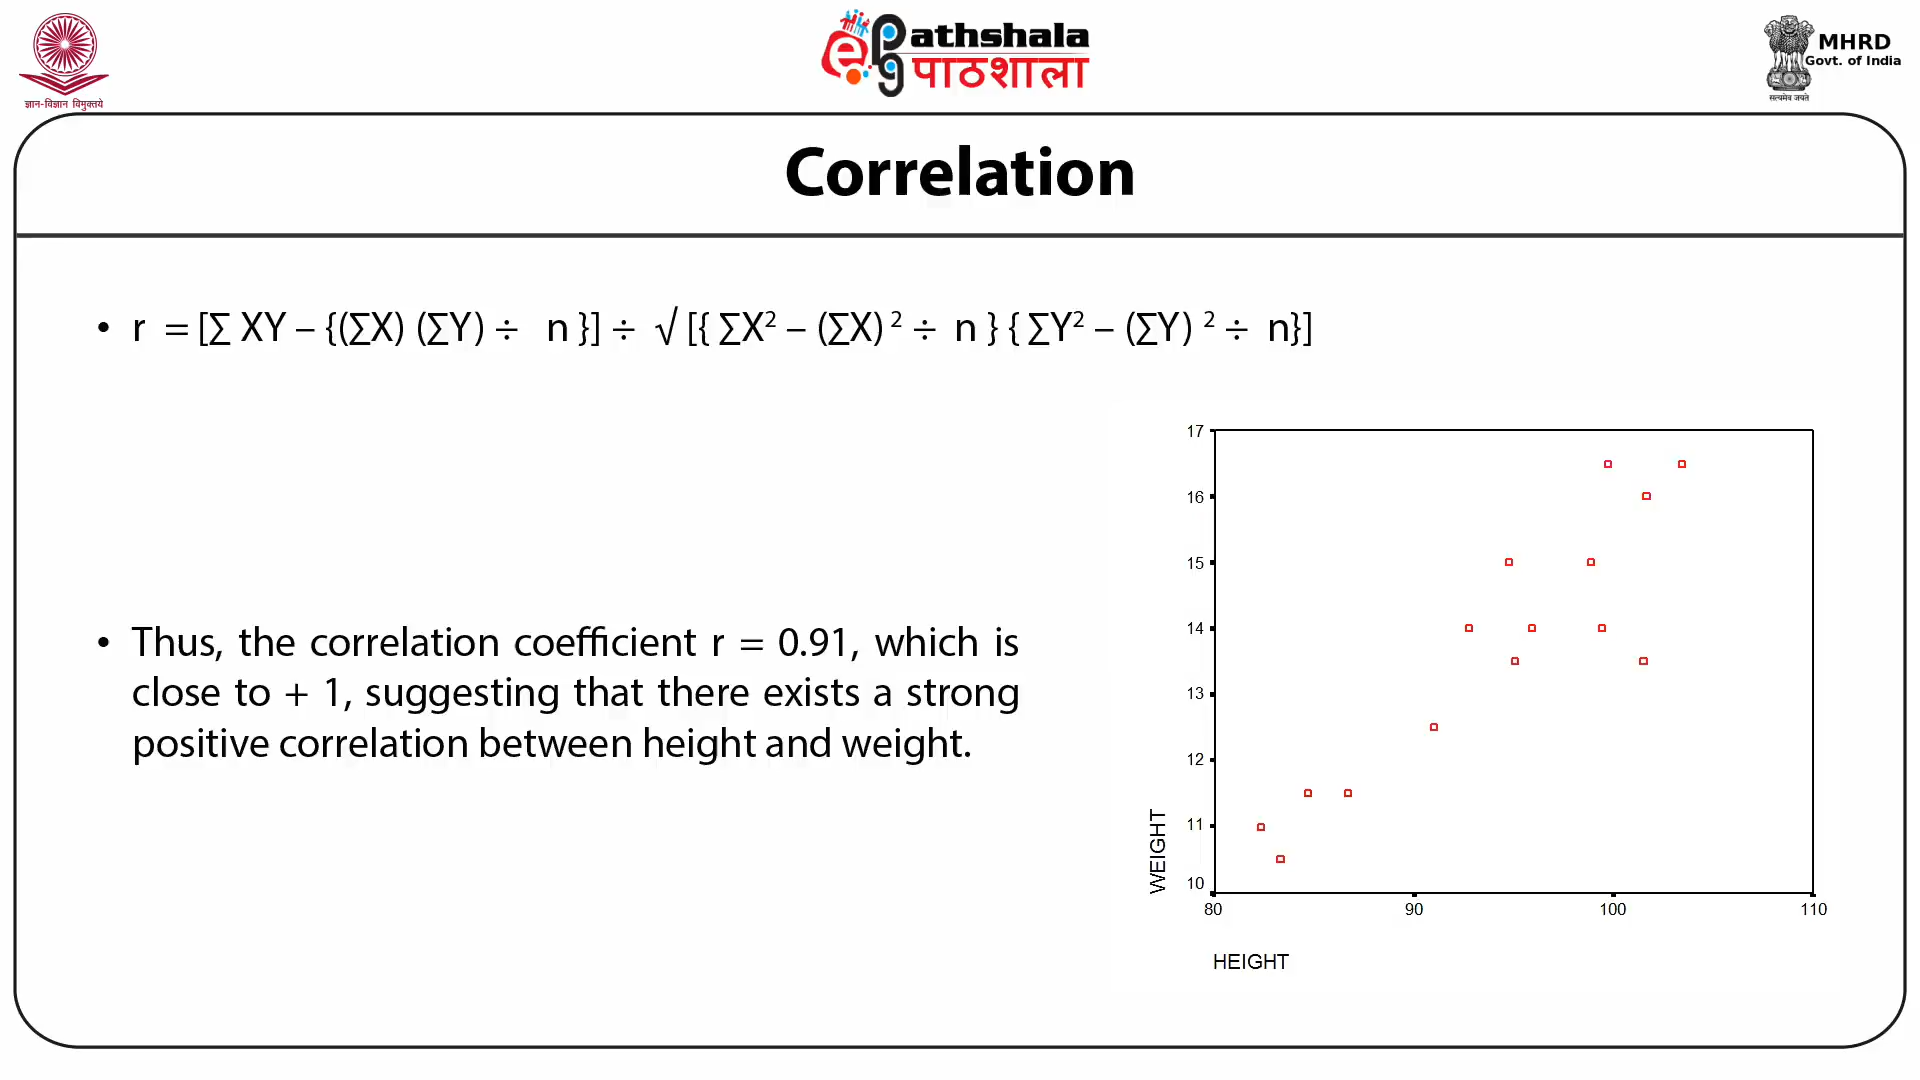 ज्ञान-विज्ञान विमुक्तये
ePathshala
पाठशाला
MHRD
Govt. of India
सत्यमेव जयते
Correlation
• r = [∑ XY – {(∑X) (∑Y) ÷ n }] ÷ √ [{ ∑X² – (∑X) ² ÷ n } { ∑Y² – (∑Y) ² ÷ n}]
• Thus, the correlation coefficient r = 0.91, which is
close to + 1, suggesting that there exists a strong
positive correlation between height and weight.
17
16
15
14
13
12
11
10
WEIGHT
80 90 100 110
HEIGHT